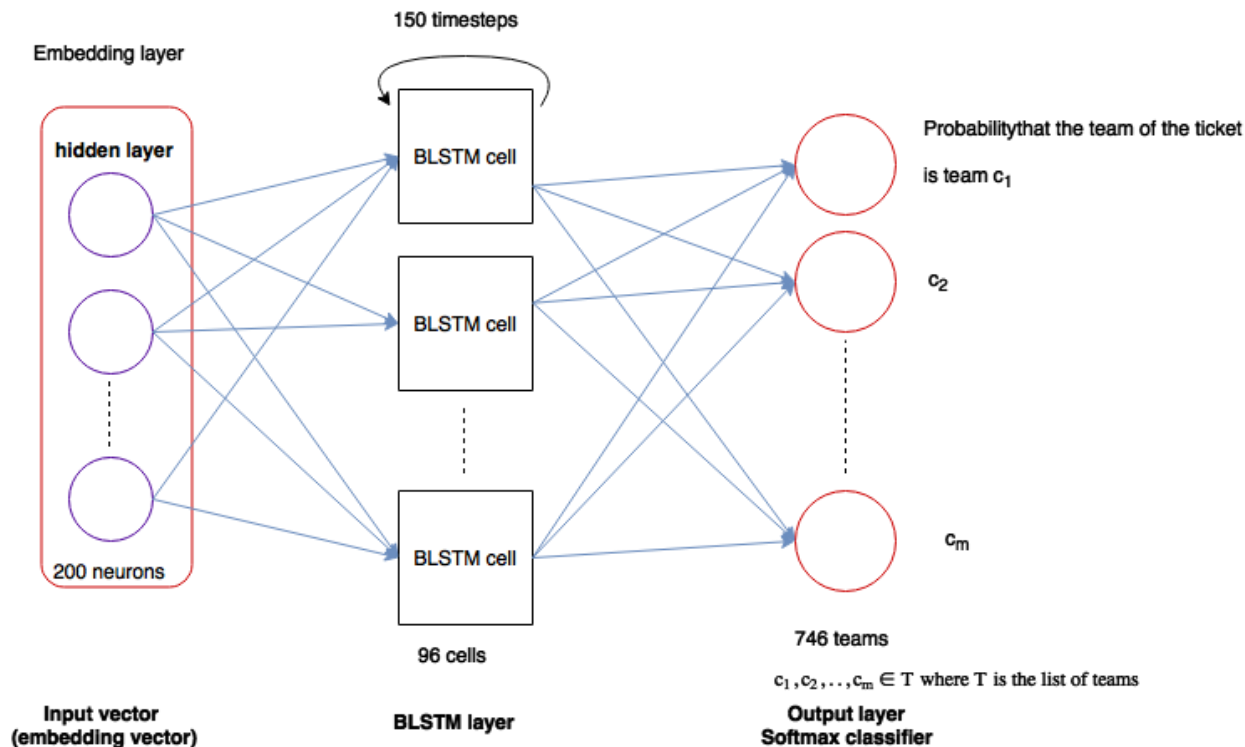 150 timesteps
Embedding layer
hidden layer
BLSTM cell
Probabilitythat the team of the ticket
is team c₁
BLSTM cell
c₂
BLSTM cell
cₘ
200 neurons
96 cells
746 teams
c₁,c₂,..,cₘ ∈ T where T is the list of teams
Input vector
(embedding vector)
BLSTM layer
Output layer
Softmax classifier